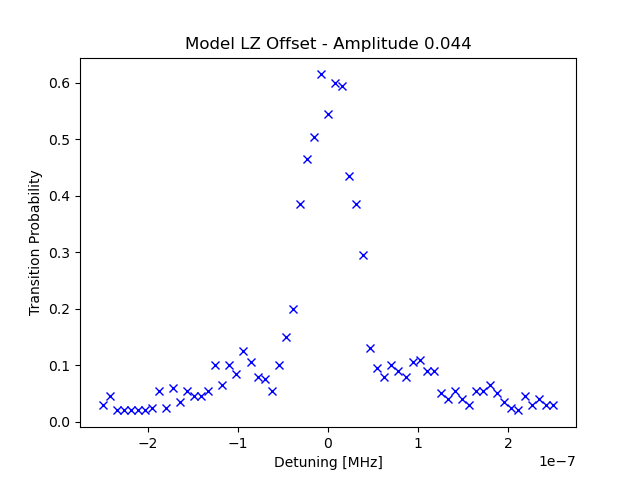 Model LZ Offset - Amplitude 0.044
Transition Probability
0.6
0.5
0.4
0.3
0.2
0.1
0.0
−2 −1 0 1 2
Detuning [MHz]
1e−7